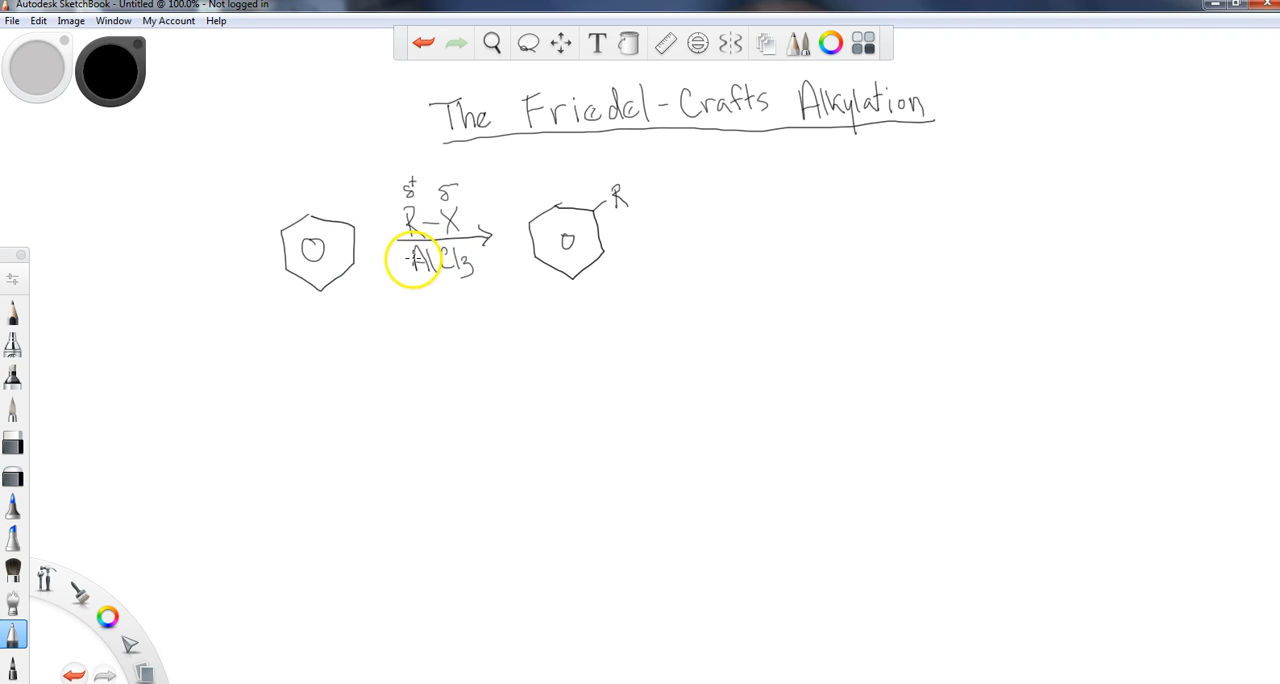 Autodesk SketchBook - Untitled @ 100.0% - Not logged in
File Edit Image Window My Account Help
T
The Friedel-Crafts Alkylation
δ+ δ-
R-X
AlCl3
R